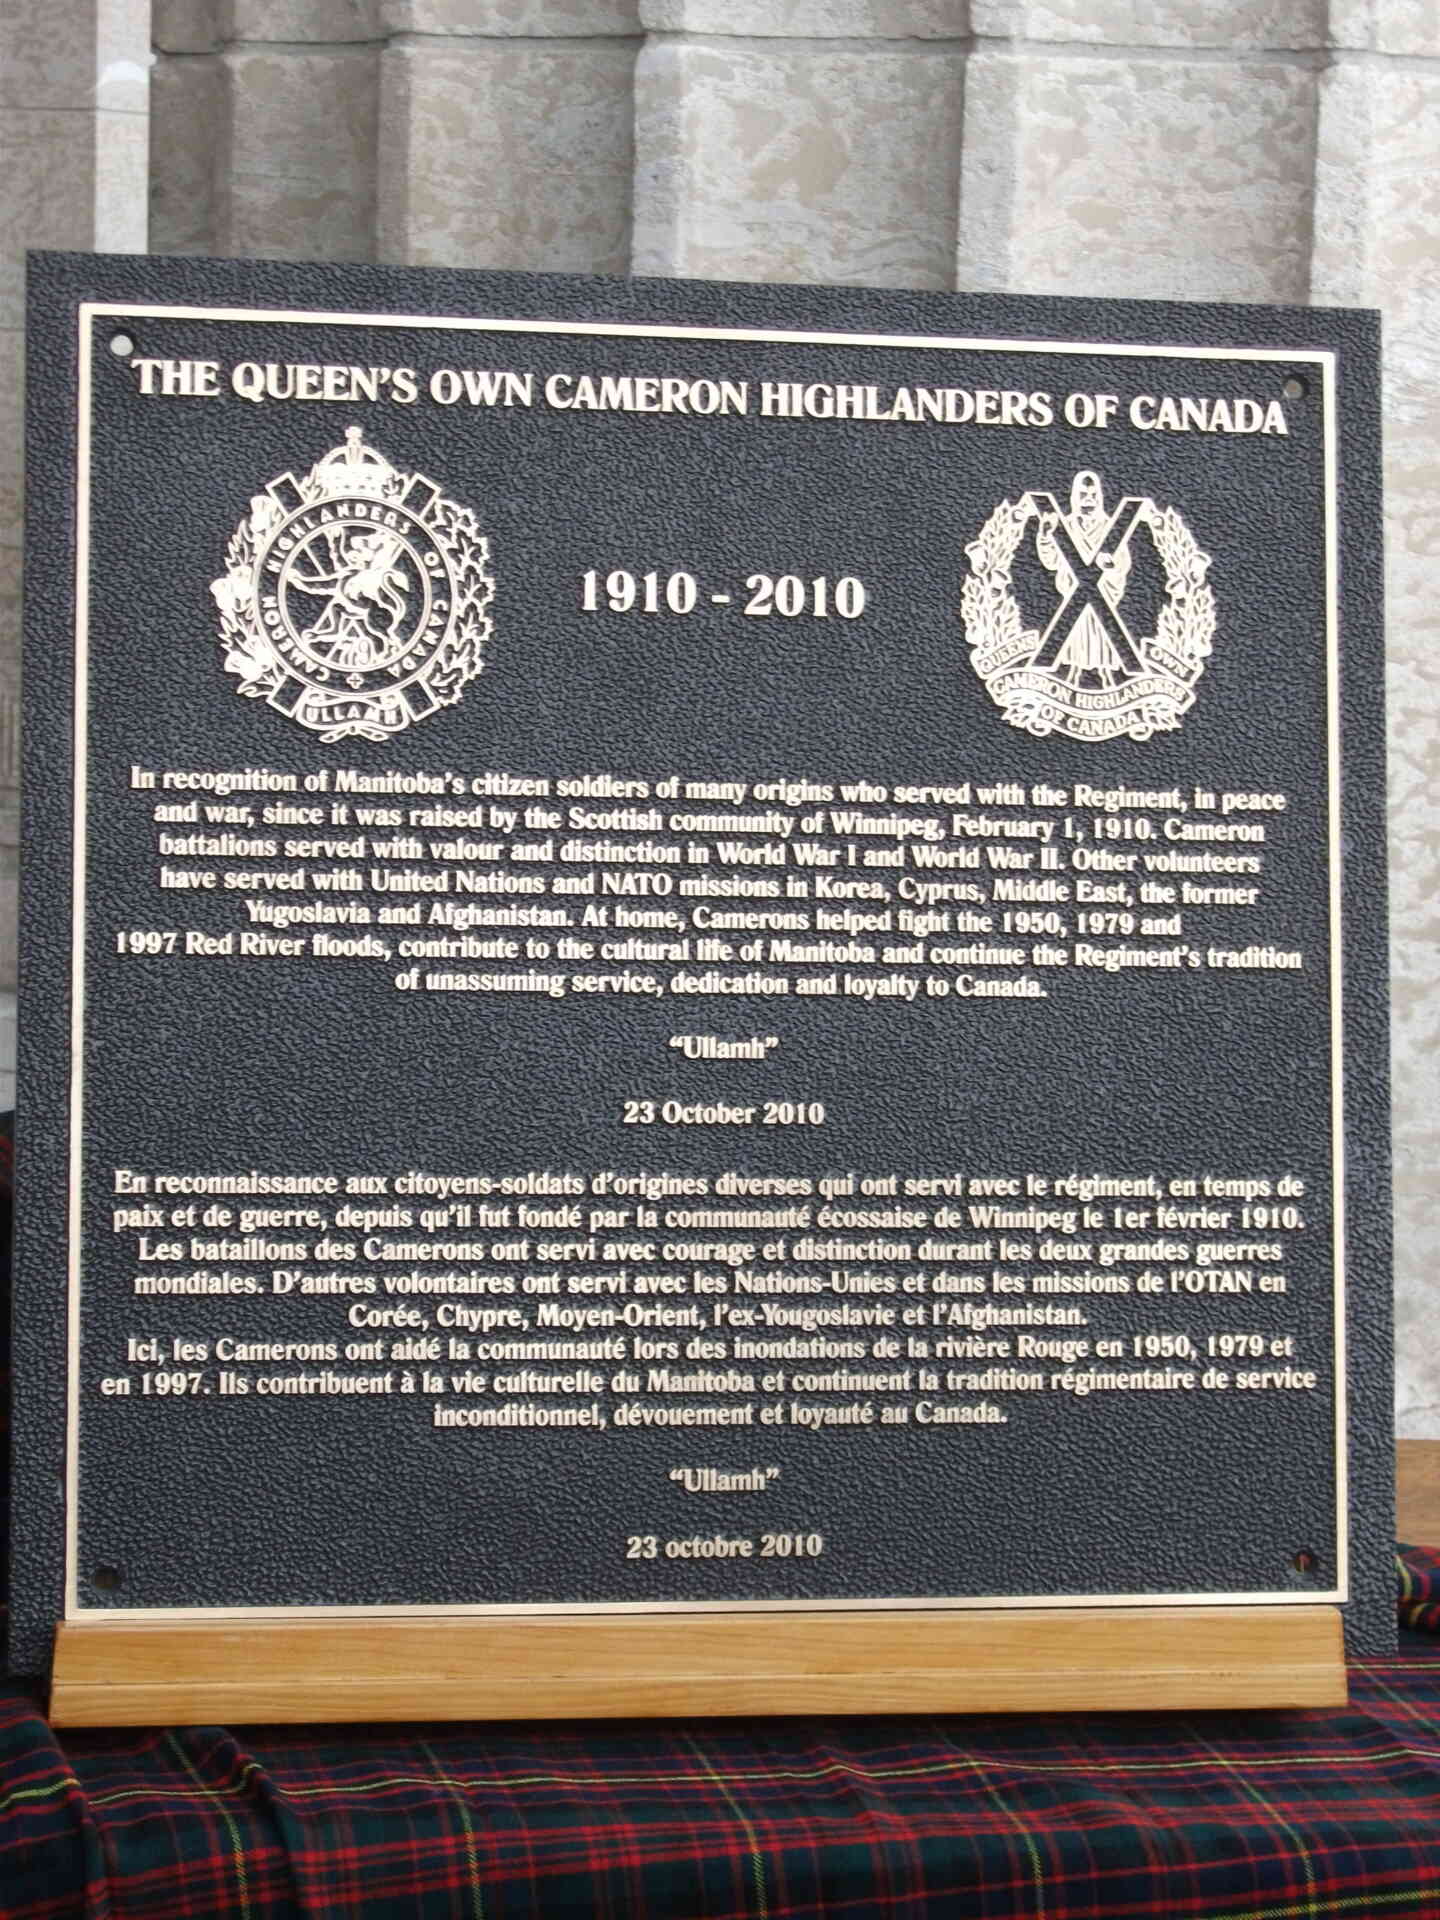 THE QUEEN'S OWN CAMERON HIGHLANDERS OF CANADA
CAMERON HIGHLANDERS OF CANADA
79
ULLAMH
1910 - 2010
QUEENS OWN
CAMERON HIGHLANDERS
OF CANADA
In recognition of Manitoba's citizen soldiers of many origins who served with the Regiment, in peace
and war, since it was raised by the Scottish community of Winnipeg, February 1, 1910. Cameron
battalions served with valour and distinction in World War I and World War II. Other volunteers
have served with United Nations and NATO missions in Korea, Cyprus, Middle East, the former
Yugoslavia and Afghanistan. At home, Camerons helped fight the 1950, 1979 and
1997 Red River floods, contribute to the cultural life of Manitoba and continue the Regiment's tradition
of unassuming service, dedication and loyalty to Canada.
"Ullamh"
23 October 2010
En reconnaissance aux citoyens-soldats d'origines diverses qui ont servi avec le régiment, en temps de
paix et de guerre, depuis qu'il fut fondé par la communauté écossaise de Winnipeg le 1er février 1910.
Les bataillons des Camerons ont servi avec courage et distinction durant les deux grandes guerres
mondiales. D'autres volontaires ont servi avec les Nations-Unies et dans les missions de l'OTAN en
Corée, Chypre, Moyen-Orient, l'ex-Yougoslavie et l'Afghanistan.
Ici, les Camerons ont aidé la communauté lors des inondations de la rivière Rouge en 1950, 1979 et
en 1997. Ils contribuent à la vie culturelle du Manitoba et continuent la tradition régimentaire de service
inconditionnel, dévouement et loyauté au Canada.
"Ullamh"
23 octobre 2010